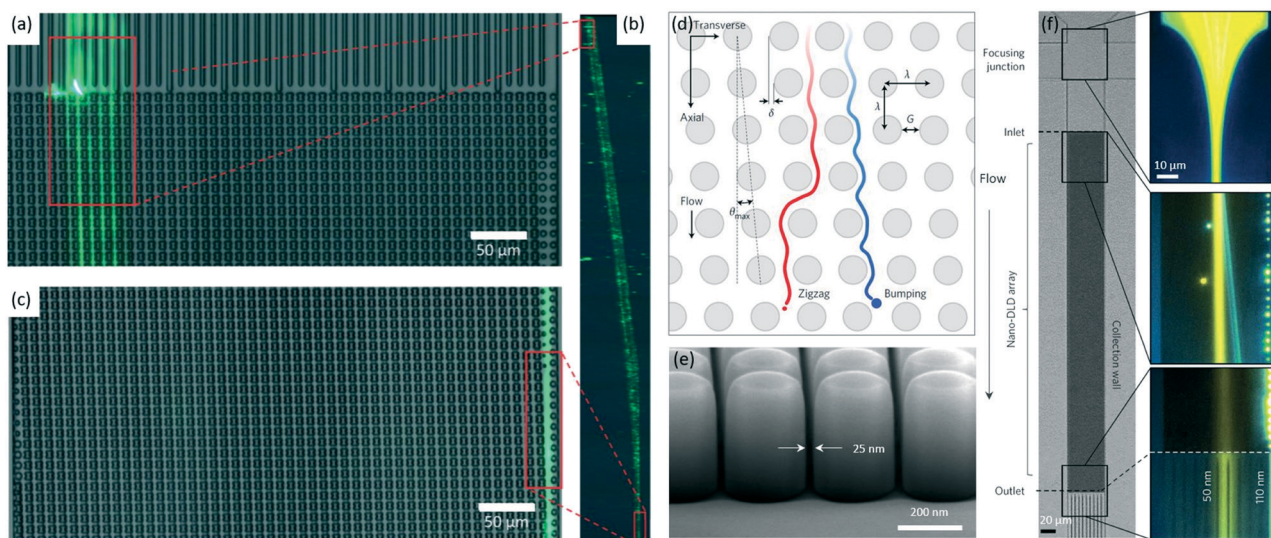 (a)
50 μm
(b)
(c)
50 μm
(d)
Transverse
Axial
Flow
δ
λ
λ
G
θmax
Zigzag
Bumping
(e)
25 nm
200 nm
(f)
Focusing
junction
Inlet
Flow
Nano-DLD array
Collection wall
Outlet
20 μm
10 μm
50 nm
110 nm